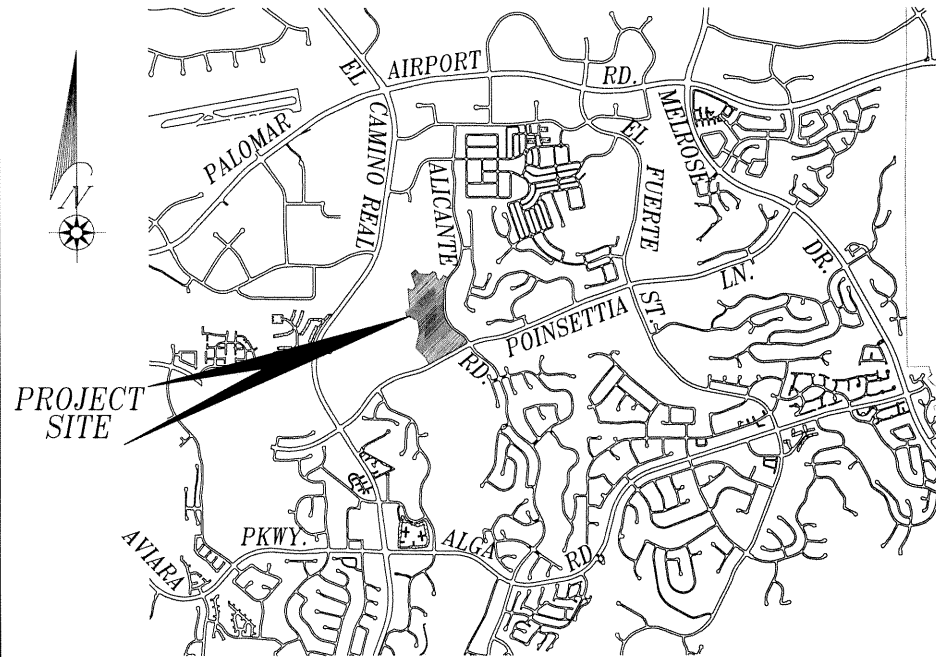 EL
AIRPORT
RD.
PALOMAR
CAMINO REAL
ALICANTE
EL
FUERTE
MELROSE
N
DR.
LN.
ST.
POINSETTIA
RD.
PROJECT
SITE
AVIARA
PKWY.
ALGA
RD.